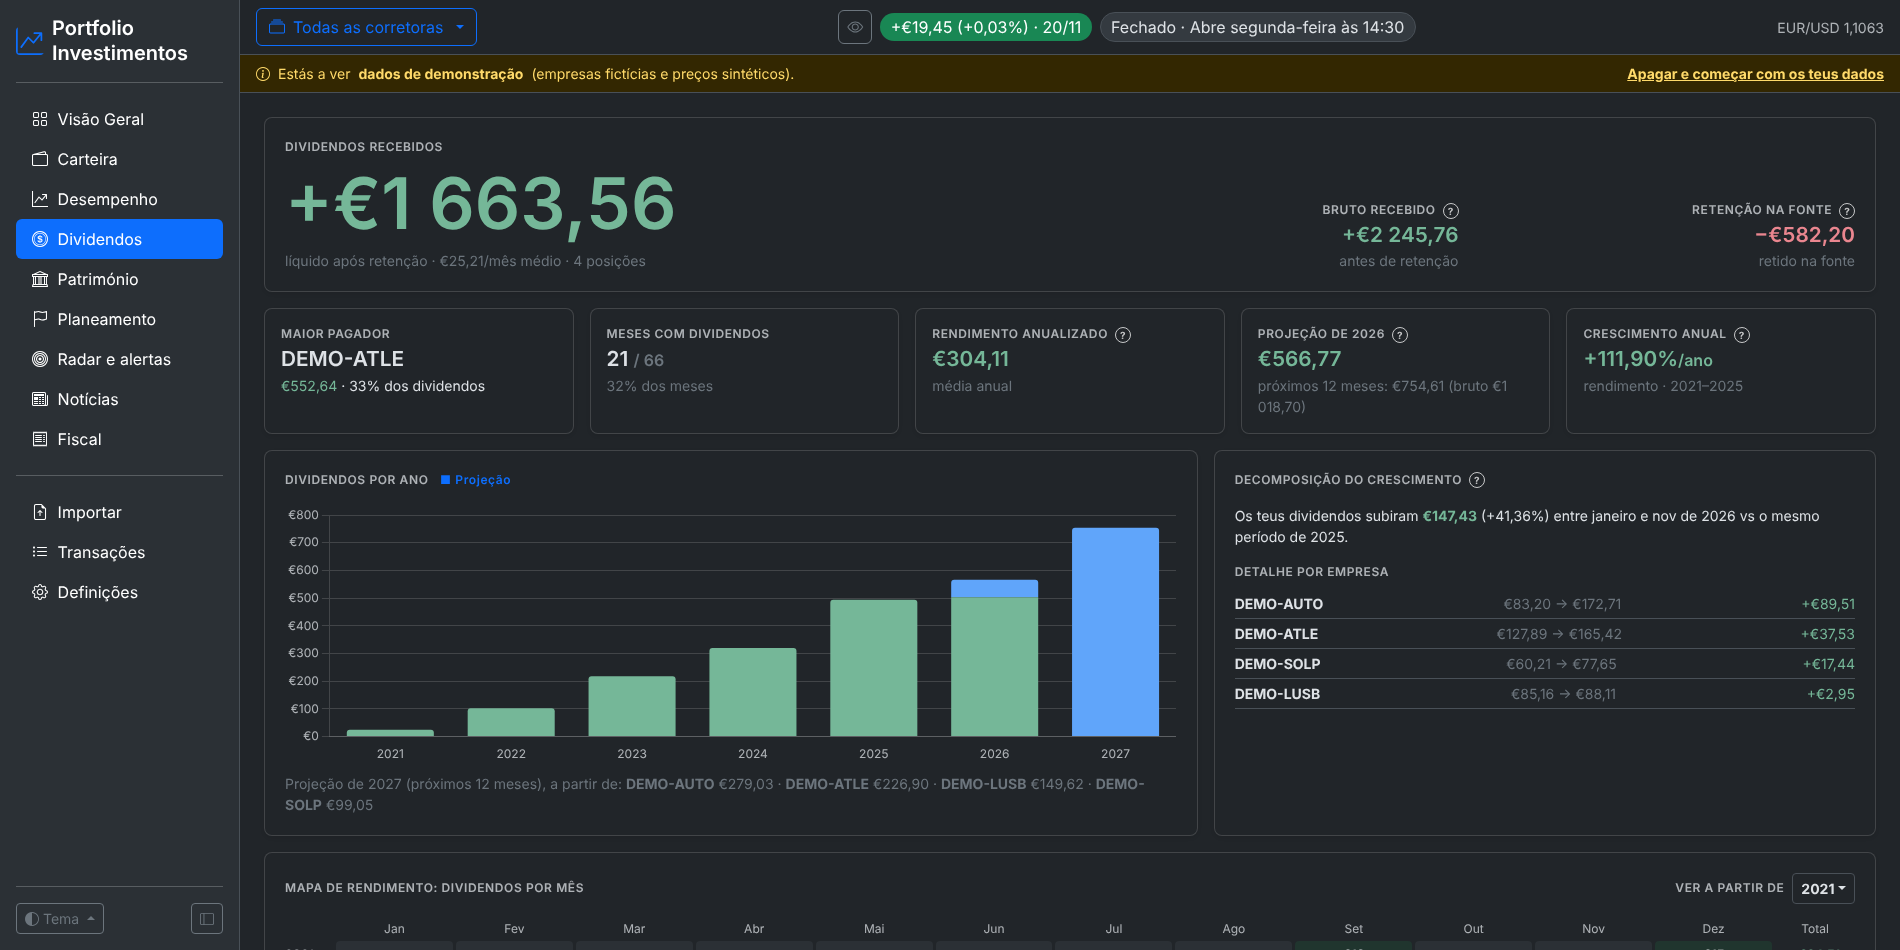 Portfolio
Investimentos
Visão Geral
Carteira
Desempenho
Dividendos
Património
Planeamento
Radar e alertas
Notícias
Fiscal
Importar
Transações
Definições
Tema
Todas as corretoras
+€19,45 (+0,03%) · 20/11
Fechado · Abre segunda-feira às 14:30
EUR/USD 1,1063
Estás a ver dados de demonstração (empresas fictícias e preços sintéticos).
Apagar e começar com os teus dados
DIVIDENDOS RECEBIDOS
+€1 663,56
líquido após retenção · €25,21/mês médio · 4 posições
BRUTO RECEBIDO ?
+€2 245,76
antes de retenção
RETENÇÃO NA FONTE ?
−€582,20
retido na fonte
MAIOR PAGADOR
DEMO-ATLE
€552,64 · 33% dos dividendos
MESES COM DIVIDENDOS
21 / 66
32% dos meses
RENDIMENTO ANUALIZADO ?
€304,11
média anual
PROJEÇÃO DE 2026 ?
€566,77
próximos 12 meses: €754,61 (bruto €1
018,70)
CRESCIMENTO ANUAL ?
+111,90%/ano
rendimento · 2021–2025
DIVIDENDOS POR ANO
Projeção
€800
€700
€600
€500
€400
€300
€200
€100
€0
2021 2022 2023 2024 2025 2026 2027
Projeção de 2027 (próximos 12 meses), a partir de: DEMO-AUTO €279,03 · DEMO-ATLE €226,90 · DEMO-LUSB €149,62 · DEMO-
SOLP €99,05
DECOMPOSIÇÃO DO CRESCIMENTO ?
Os teus dividendos subiram €147,43 (+41,36%) entre janeiro e nov de 2026 vs o mesmo
período de 2025.
DETALHE POR EMPRESA
DEMO-AUTO €83,20 → €172,71 +€89,51
DEMO-ATLE €127,89 → €165,42 +€37,53
DEMO-SOLP €60,21 → €77,65 +€17,44
DEMO-LUSB €85,16 → €88,11 +€2,95
MAPA DE RENDIMENTO: DIVIDENDOS POR MÊS
VER A PARTIR DE 2021
Jan Fev Mar Abr Mai Jun Jul Ago Set Out Nov Dez Total